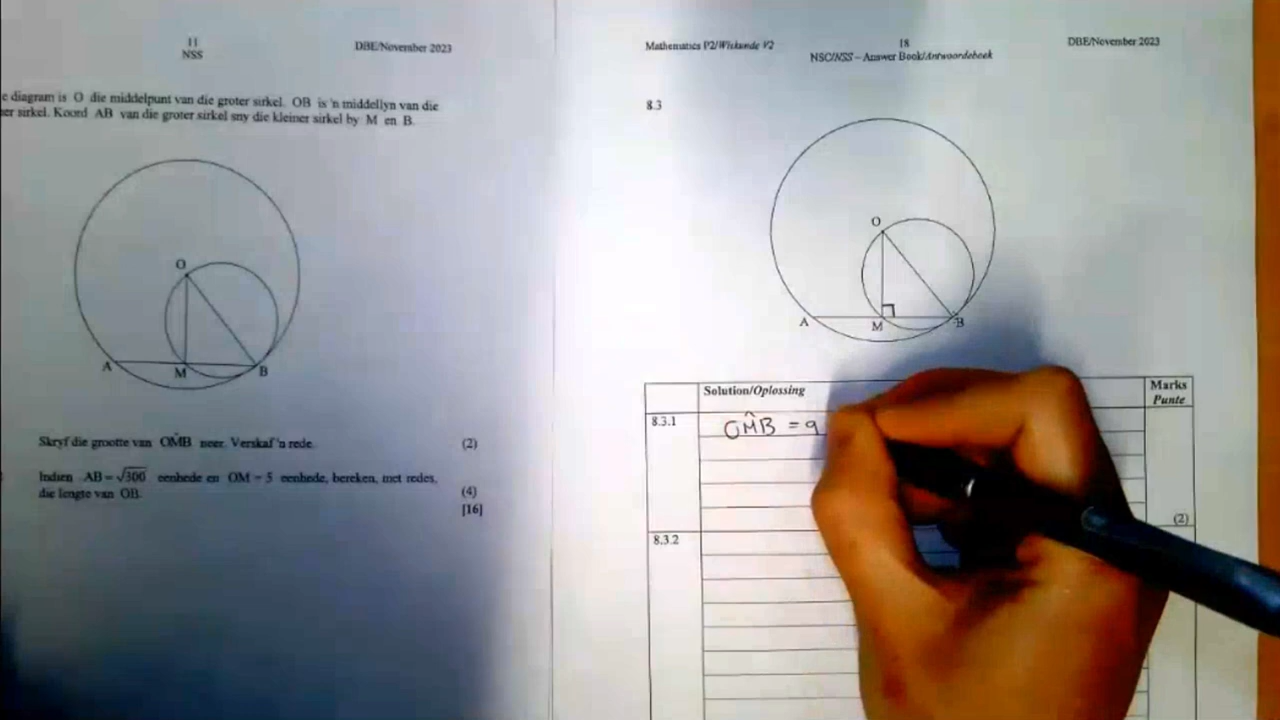 11
NSS
DBE/November 2023
diagram is O die middelpunt van die groter sirkel. OB is 'n middellyn van die
sirkel. Koord AB van die groter sirkel sny die kleiner sirkel by M en B.
O
A
M
B
Skryf die grootte van OM̂B neer. Verskaf 'n rede.
(2)
Indien AB = √300 eenhede en OM = 5 eenhede, bereken, met redes,
die lengte van OB.
(4)
[16]
Mathematics P2/Wiskunde V2
18
NSC/NSS – Answer Book/Antwoordeboek
DBE/November 2023
8.3
O
A
M
B
Solution/Oplossing
Marks
Punte
8.3.1
OM̂B = 9
(2)
8.3.2